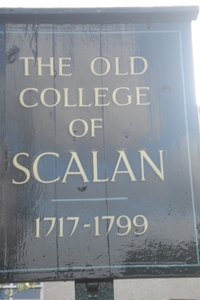 THE OLD
COLLEGE
OF
SCALAN
1717-1799